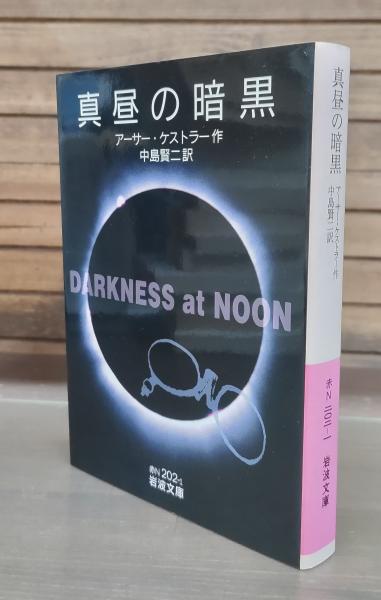 真昼の暗黒
アーサー・ケストラー作
中島賢二訳
DARKNESS at NOON
赤N202-1
岩波文庫
真昼の暗黒
アーサー・ケストラー作
中島賢二訳
赤N二〇二-一
岩波文庫